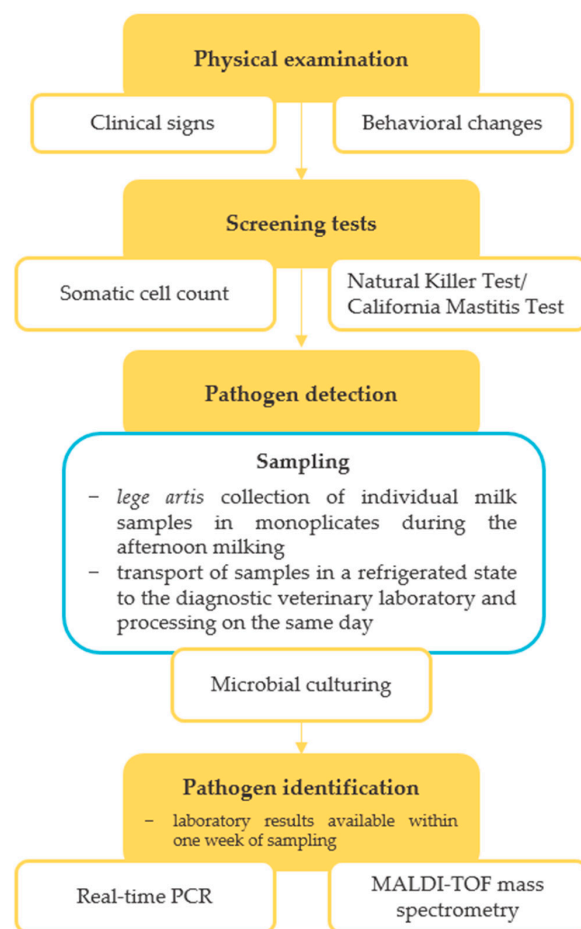 Physical examination
Clinical signs
Behavioral changes
Screening tests
Somatic cell count
Natural Killer Test/
California Mastitis Test
Pathogen detection
Sampling
– lege artis collection of individual milk
samples in monoplicates during the
afternoon milking
– transport of samples in a refrigerated state
to the diagnostic veterinary laboratory and
processing on the same day
Microbial culturing
Pathogen identification
– laboratory results available within
one week of sampling
Real-time PCR
MALDI-TOF mass
spectrometry